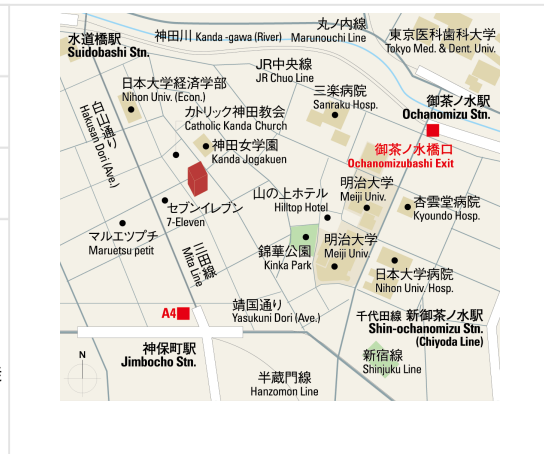 丸ノ内線
Marunouchi Line
神田川 Kanda -gawa (River)
水道橋駅
Suidobashi Stn.
東京医科歯科大学
Tokyo Med. & Dent. Univ.
JR中央線
JR Chuo Line
日本大学経済学部
Nihon Univ. (Econ.)
三楽病院
Sanraku Hosp.
御茶ノ水駅
Ochanomizu Stn.
白山通り
Hakusan Dori (Ave.)
カトリック神田教会
Catholic Kanda Church
神田女学園
Kanda Jogakuen
御茶ノ水橋口
Ochanomizubashi Exit
山の上ホテル
Hilltop Hotel
明治大学
Meiji Univ.
杏雲堂病院
Kyoundo Hosp.
セブンイレブン
7-Eleven
マルエツプチ
Maruetsu petit
三田線
Mita Line
錦華公園
Kinka Park
明治大学
Meiji Univ.
日本大学病院
Nihon Univ. Hosp.
A4
靖国通り
Yasukuni Dori (Ave.)
千代田線 新御茶ノ水駅
Shin-ochanomizu Stn.
(Chiyoda Line)
神保町駅
Jimbocho Stn.
新宿線
Shinjuku Line
N
半蔵門線
Hanzomon Line